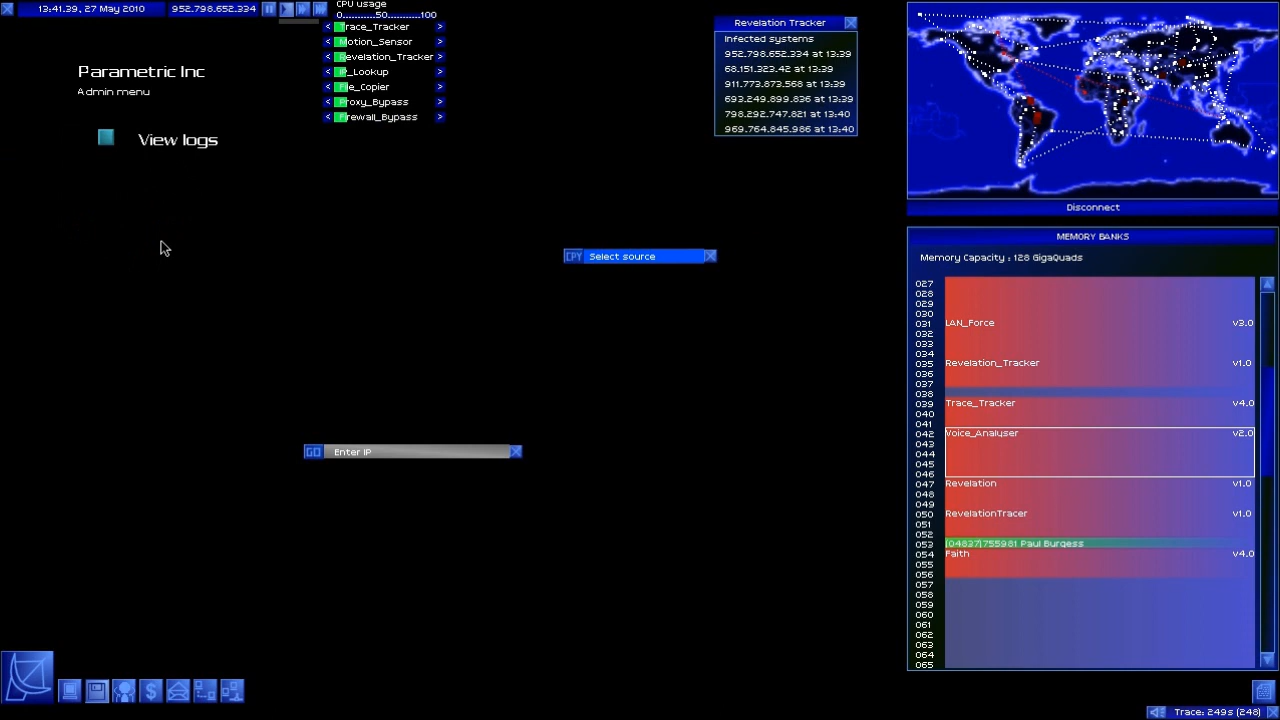 13:41.39, 27 May 2010
952.798.652.334
CPU usage
0..........50........100
Trace_Tracker
Motion_Sensor
Revelation_Tracker
IP_Lookup
File_Copier
Proxy_Bypass
Firewall_Bypass
Parametric Inc
Admin menu
View logs
Revelation Tracker
Infected systems
952.798.652.334 at 13:39
68.151.323.42 at 13:39
911.773.873.568 at 13:39
693.249.899.836 at 13:39
798.292.747.821 at 13:40
969.764.845.986 at 13:40
Disconnect
CPY Select source
GO Enter IP
MEMORY BANKS
Memory Capacity : 128 GigaQuads
027
028
029
030
031 LAN_Force v3.0
032
033
034
035 Revelation_Tracker v1.0
036
037
038
039 Trace_Tracker v4.0
040
041
042 Voice_Analyser v2.0
043
044
045
046
047 Revelation v1.0
048
049
050 RevelationTracer v1.0
051
052
053 [04837]755981 Paul Burgess
054 Faith v4.0
055
056
057
058
059
060
061
062
063
064
065
Trace: 249s (248)